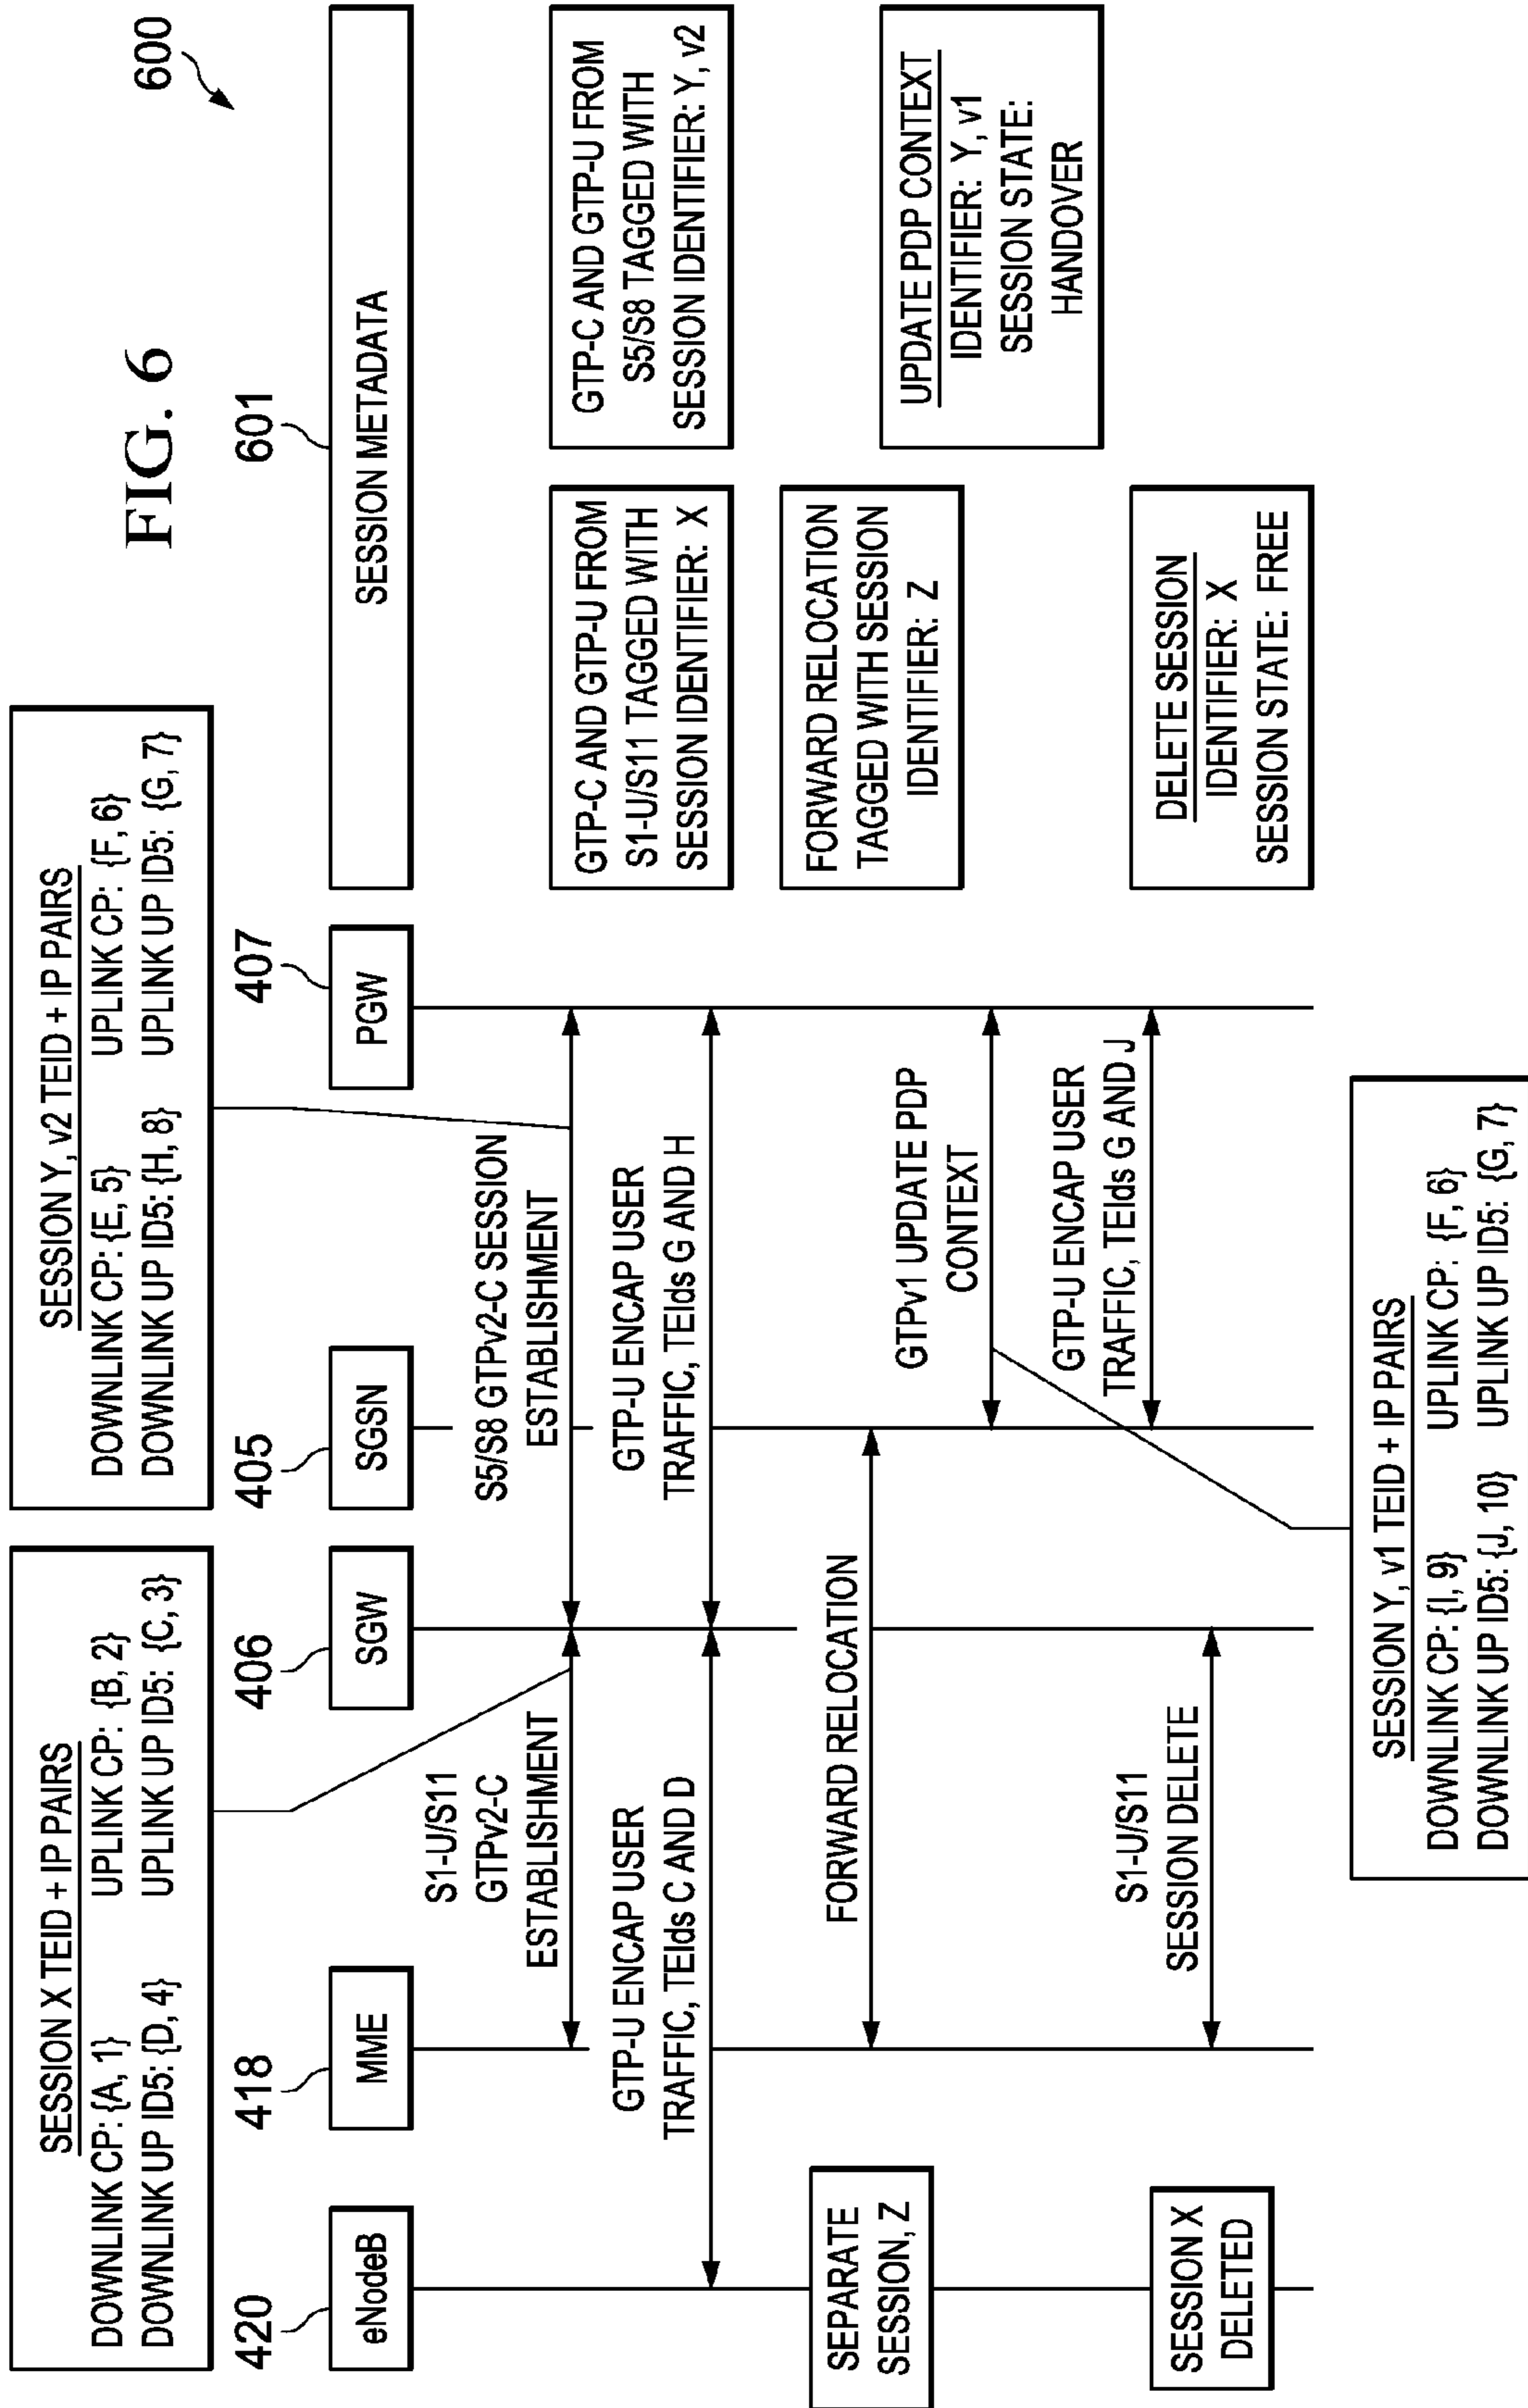 FIG. 6
600
SESSION X TEID + IP PAIRS
DOWNLINK CP: {A, 1} UPLINK CP: {B, 2}
DOWNLINK UP ID5: {D, 4} UPLINK UP ID5: {C, 3}
SESSION Y, v2 TEID + IP PAIRS
DOWNLINK CP: {E, 5} UPLINK CP: {F, 6}
DOWNLINK UP ID5: {H, 8} UPLINK UP ID5: {G, 7}
420
418
406
405
407
601
eNodeB
MME
SGW
SGSN
PGW
SESSION METADATA
S1-U/S11
GTPv2-C
ESTABLISHMENT
S5/S8 GTPv2-C SESSION
ESTABLISHMENT
GTP-C AND GTP-U FROM
S1-U/S11 TAGGED WITH
SESSION IDENTIFIER: X
GTP-C AND GTP-U FROM
S5/S8 TAGGED WITH
SESSION IDENTIFIER: Y, v2
GTP-U ENCAP USER
TRAFFIC, TEIds C AND D
GTP-U ENCAP USER
TRAFFIC, TEIds G AND H
SEPARATE
SESSION, Z
FORWARD RELOCATION
FORWARD RELOCATION
TAGGED WITH SESSION
IDENTIFIER: Z
GTPv1 UPDATE PDP
CONTEXT
UPDATE PDP CONTEXT
IDENTIFIER: Y, v1
SESSION STATE:
HANDOVER
GTP-U ENCAP USER
TRAFFIC, TEIds G AND J
SESSION X
DELETED
S1-U/S11
SESSION DELETE
DELETE SESSION
IDENTIFIER: X
SESSION STATE: FREE
SESSION Y, v1 TEID + IP PAIRS
DOWNLINK CP: {I, 9} UPLINK CP: {F, 6}
DOWNLINK UP ID5: {J, 10} UPLINK UP ID5: {G, 7}